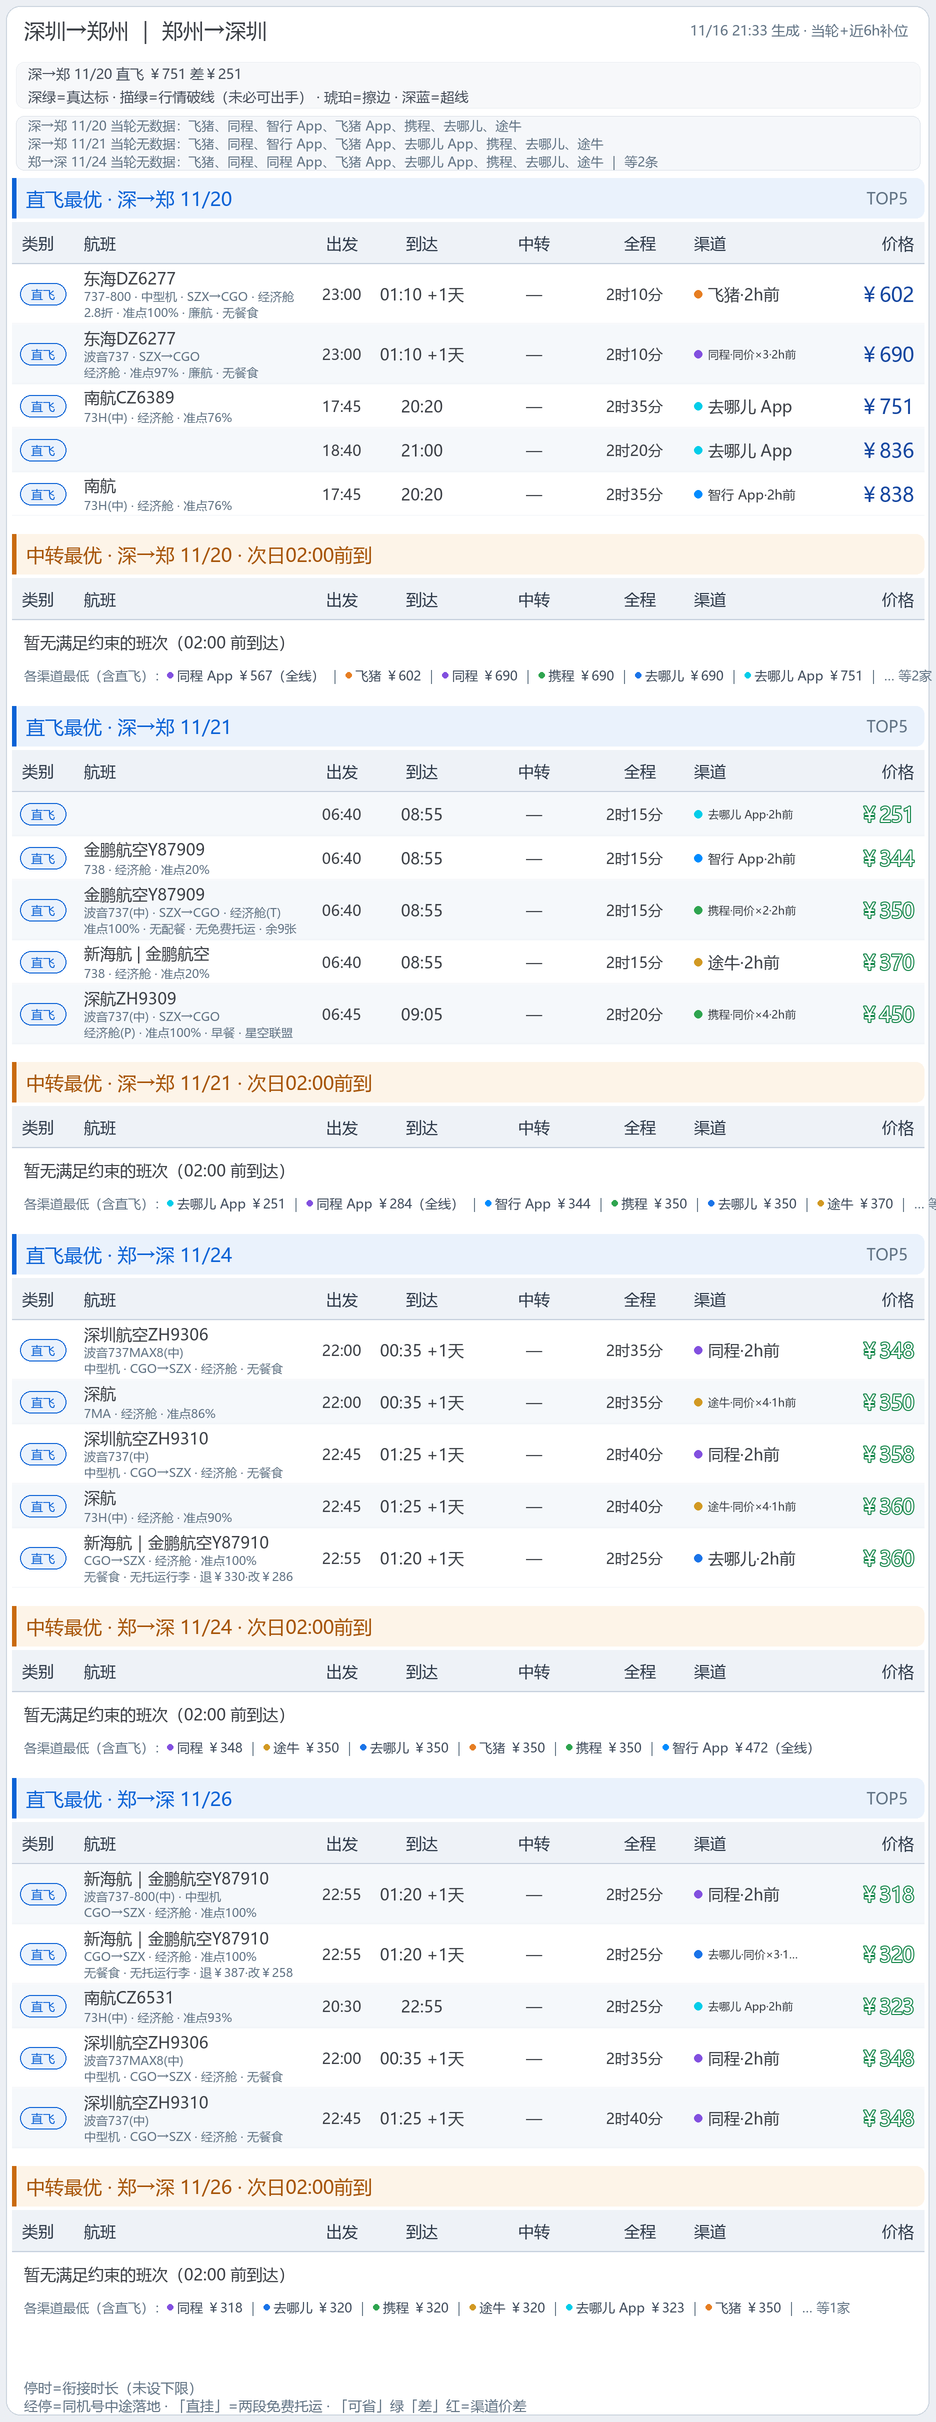 深圳→郑州 | 郑州→深圳
11/16 21:33 生成 · 当轮+近6h补位
深→郑 11/20 直飞 ￥751 差￥251
深绿=真达标 · 描绿=行情破线（未必可出手） · 琥珀=擦边 · 深蓝=超线
深→郑 11/20 当轮无数据：飞猪、同程、智行 App、飞猪 App、携程、去哪儿、途牛
深→郑 11/21 当轮无数据：飞猪、同程、智行 App、飞猪 App、去哪儿 App、携程、去哪儿、途牛
郑→深 11/24 当轮无数据：飞猪、同程、同程 App、飞猪 App、去哪儿 App、携程、去哪儿、途牛 | 等2条
直飞最优 · 深→郑 11/20 TOP5
类别 航班 出发 到达 中转 全程 渠道 价格
东海DZ6277
737-800 · 中型机 · SZX→CGO · 经济舱
直飞 23:00 01:10 +1天 — 2时10分 飞猪·2h前 ￥602
2.8折 · 准点100% · 廉航 · 无餐食
东海DZ6277
波音737 · SZX→CGO
直飞 23:00 01:10 +1天 — 2时10分 同程·同价×3·2h前 ￥690
经济舱 · 准点97% · 廉航 · 无餐食
南航CZ6389
直飞 17:45 20:20 — 2时35分 去哪儿 App ￥751
73H(中) · 经济舱 · 准点76%
直飞 18:40 21:00 — 2时20分 去哪儿 App ￥836
南航
直飞 17:45 20:20 — 2时35分 智行 App·2h前 ￥838
73H(中) · 经济舱 · 准点76%
中转最优 · 深→郑 11/20 · 次日02:00前到
类别 航班 出发 到达 中转 全程 渠道 价格
暂无满足约束的班次（02:00 前到达）
各渠道最低（含直飞）: 同程 App ￥567（全线） | 飞猪 ￥602 | 同程 ￥690 | 携程 ￥690 | 去哪儿 ￥690 | 去哪儿 App ￥751 | ... 等2家
直飞最优 · 深→郑 11/21 TOP5
类别 航班 出发 到达 中转 全程 渠道 价格
直飞 06:40 08:55 — 2时15分 去哪儿 App·2h前 ￥251
金鹏航空Y87909
直飞 06:40 08:55 — 2时15分 智行 App·2h前 ￥344
738 · 经济舱 · 准点20%
金鹏航空Y87909
波音737(中) · SZX→CGO · 经济舱(T)
直飞 06:40 08:55 — 2时15分 携程·同价×2·2h前 ￥350
准点100% · 无配餐 · 无免费托运 · 余9张
新海航 | 金鹏航空
直飞 06:40 08:55 — 2时15分 途牛·2h前 ￥370
738 · 经济舱 · 准点20%
深航ZH9309
波音737(中) · SZX→CGO
直飞 06:45 09:05 — 2时20分 携程·同价×4·2h前 ￥450
经济舱(P) · 准点100% · 早餐 · 星空联盟
中转最优 · 深→郑 11/21 · 次日02:00前到
类别 航班 出发 到达 中转 全程 渠道 价格
暂无满足约束的班次（02:00 前到达）
各渠道最低（含直飞）: 去哪儿 App ￥251 | 同程 App ￥284（全线） | 智行 App ￥344 | 携程 ￥350 | 去哪儿 ￥350 | 途牛 ￥370 | ...
直飞最优 · 郑→深 11/24 TOP5
类别 航班 出发 到达 中转 全程 渠道 价格
深圳航空ZH9306
波音737MAX8(中)
直飞 22:00 00:35 +1天 — 2时35分 同程·2h前 ￥348
中型机 · CGO→SZX · 经济舱 · 无餐食
深航
直飞 22:00 00:35 +1天 — 2时35分 途牛·同价×4·1h前 ￥350
7MA · 经济舱 · 准点86%
深圳航空ZH9310
波音737(中)
直飞 22:45 01:25 +1天 — 2时40分 同程·2h前 ￥358
中型机 · CGO→SZX · 经济舱 · 无餐食
深航
直飞 22:45 01:25 +1天 — 2时40分 途牛·同价×4·1h前 ￥360
73H(中) · 经济舱 · 准点90%
新海航 | 金鹏航空Y87910
CGO→SZX · 经济舱 · 准点100%
直飞 22:55 01:20 +1天 — 2时25分 去哪儿·2h前 ￥360
无餐食 · 无托运行李 · 退￥330·改￥286
中转最优 · 郑→深 11/24 · 次日02:00前到
类别 航班 出发 到达 中转 全程 渠道 价格
暂无满足约束的班次（02:00 前到达）
各渠道最低（含直飞）: 同程 ￥348 | 途牛 ￥350 | 去哪儿 ￥350 | 飞猪 ￥350 | 携程 ￥350 | 智行 App ￥472（全线）
直飞最优 · 郑→深 11/26 TOP5
类别 航班 出发 到达 中转 全程 渠道 价格
新海航 | 金鹏航空Y87910
波音737-800(中) · 中型机
直飞 22:55 01:20 +1天 — 2时25分 同程·2h前 ￥318
CGO→SZX · 经济舱 · 准点100%
新海航 | 金鹏航空Y87910
CGO→SZX · 经济舱 · 准点100%
直飞 22:55 01:20 +1天 — 2时25分 去哪儿·同价×3·1... ￥320
无餐食 · 无托运行李 · 退￥387·改￥258
南航CZ6531
直飞 20:30 22:55 — 2时25分 去哪儿 App·2h前 ￥323
73H(中) · 经济舱 · 准点93%
深圳航空ZH9306
波音737MAX8(中)
直飞 22:00 00:35 +1天 — 2时35分 同程·2h前 ￥348
中型机 · CGO→SZX · 经济舱 · 无餐食
深圳航空ZH9310
波音737(中)
直飞 22:45 01:25 +1天 — 2时40分 同程·2h前 ￥348
中型机 · CGO→SZX · 经济舱 · 无餐食
中转最优 · 郑→深 11/26 · 次日02:00前到
类别 航班 出发 到达 中转 全程 渠道 价格
暂无满足约束的班次（02:00 前到达）
各渠道最低（含直飞）: 同程 ￥318 | 去哪儿 ￥320 | 携程 ￥320 | 途牛 ￥320 | 去哪儿 App ￥323 | 飞猪 ￥350 | ... 等1家
停时=衔接时长（未设下限）
经停=同机号中途落地 · 「直挂」=两段免费托运 · 「可省」绿「差」红=渠道价差